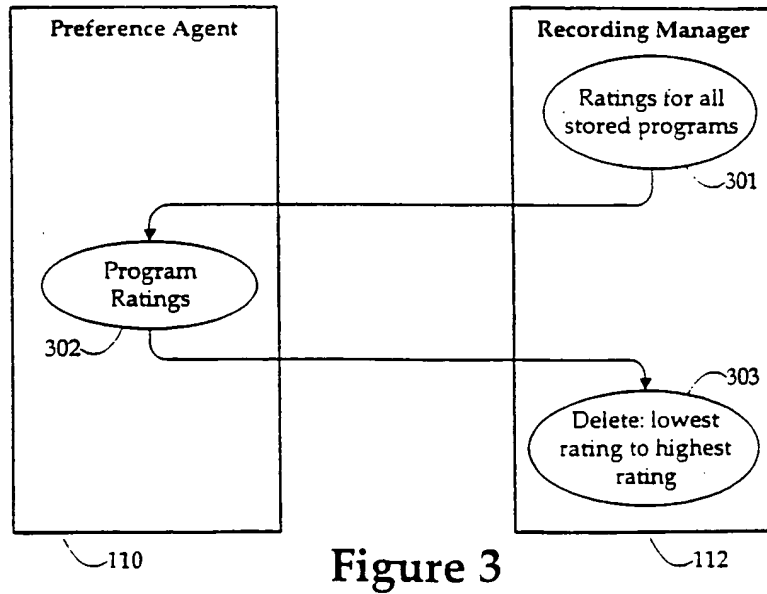 Preference Agent
Recording Manager
Ratings for all
stored programs
301
Program
Ratings
302
303
Delete: lowest
rating to highest
rating
110
112
Figure 3